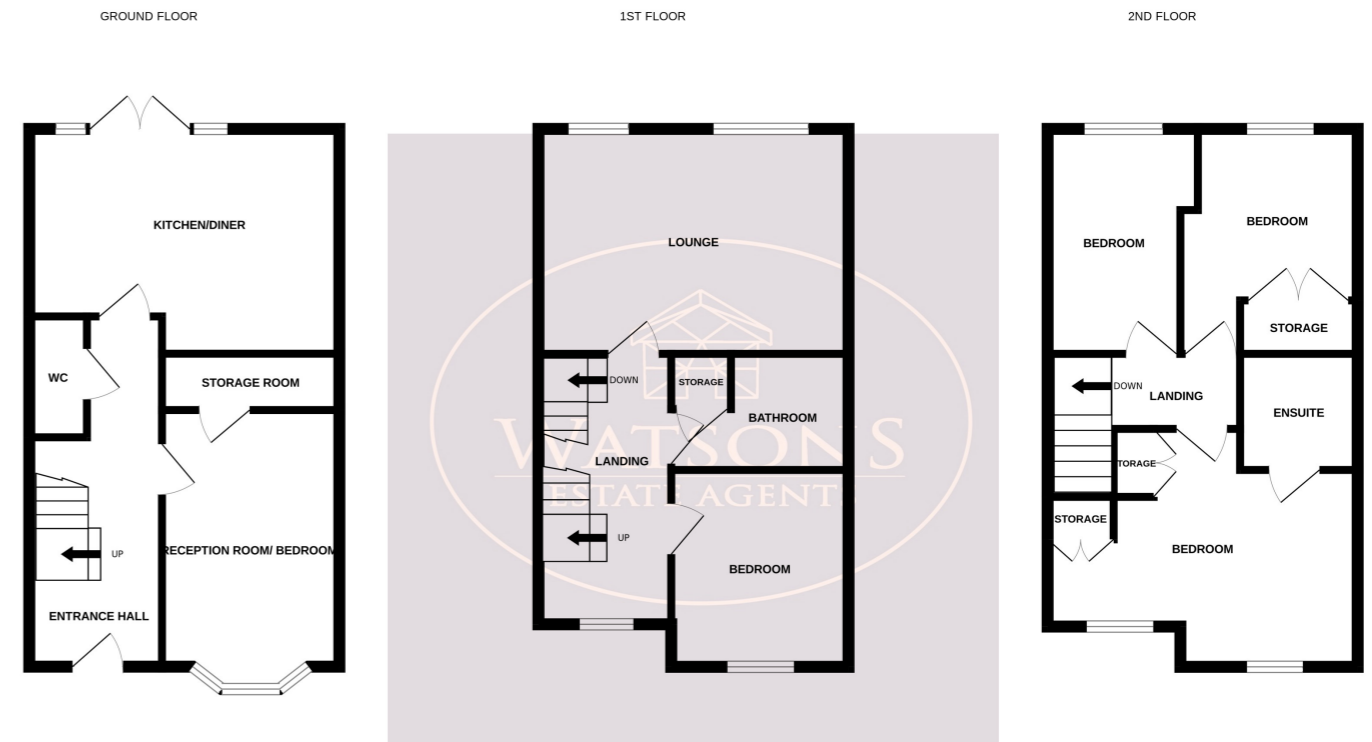 GROUND FLOOR
1ST FLOOR
2ND FLOOR
KITCHEN/DINER
WC
STORAGE ROOM
RECEPTION ROOM/ BEDROOM
UP
ENTRANCE HALL
LOUNGE
DOWN
STORAGE
BATHROOM
LANDING
UP
BEDROOM
WATSONS
ESTATE AGENTS
BEDROOM
BEDROOM
STORAGE
DOWN
LANDING
ENSUITE
TORAGE
STORAGE
BEDROOM